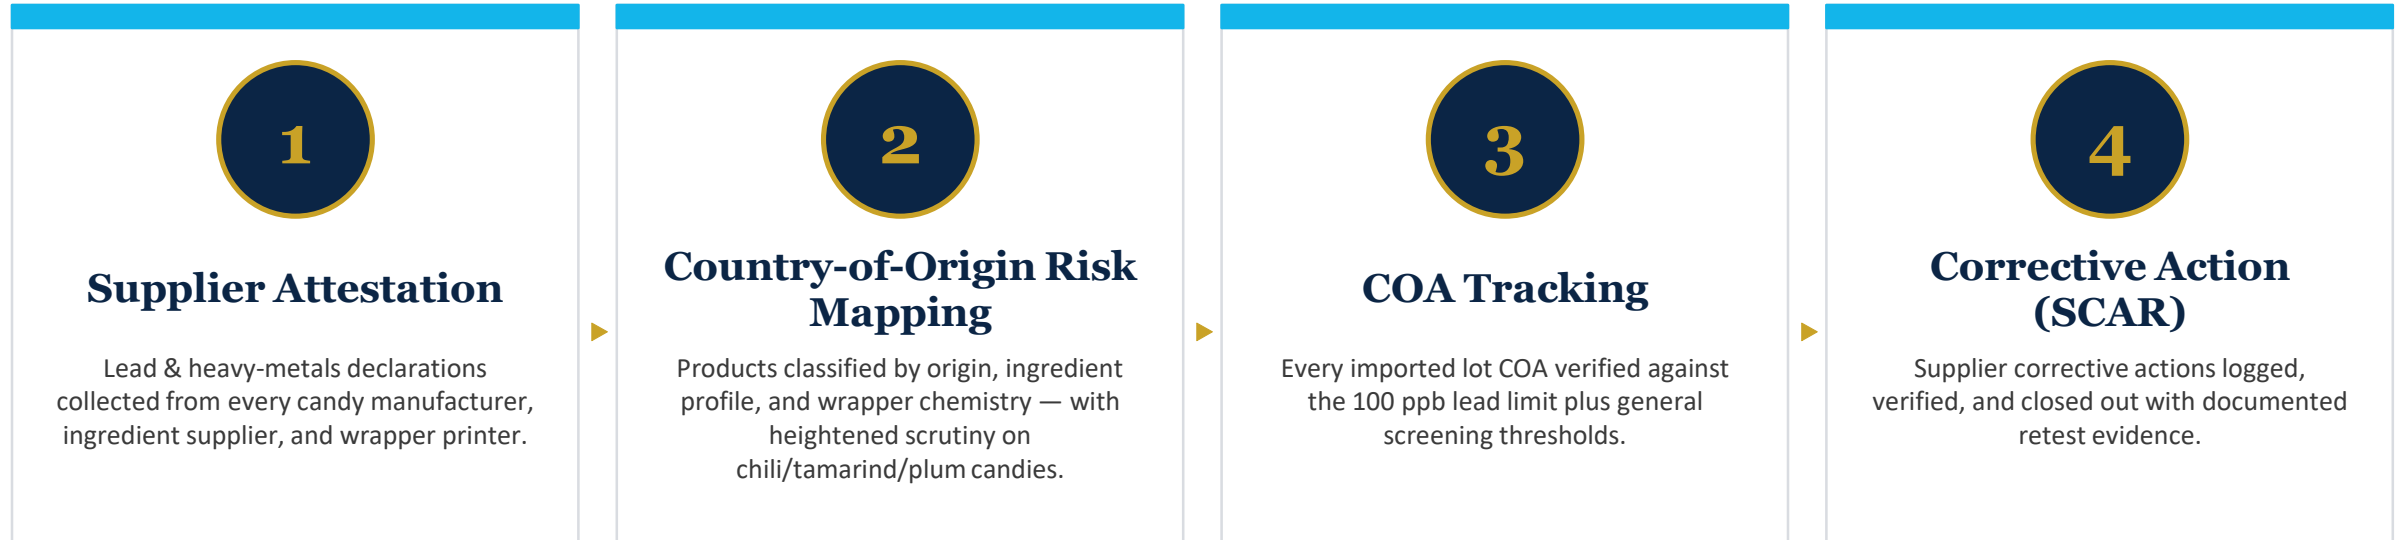 1
Supplier Attestation
Lead & heavy-metals declarations
collected from every candy manufacturer,
ingredient supplier, and wrapper printer.
2
Country-of-Origin Risk
Mapping
Products classified by origin, ingredient
profile, and wrapper chemistry — with
heightened scrutiny on
chili/tamarind/plum candies.
3
COA Tracking
Every imported lot COA verified against
the 100 ppb lead limit plus general
screening thresholds.
4
Corrective Action
(SCAR)
Supplier corrective actions logged,
verified, and closed out with documented
retest evidence.